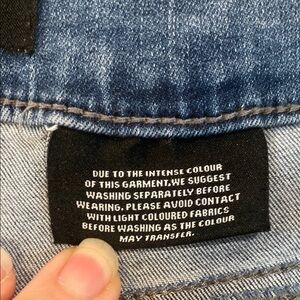 DUE TO THE INTENSE COLOUR
OF THIS GARMENT,WE SUGGEST
WASHING SEPARATELY BEFORE
WEARING. PLEASE AVOID CONTACT
WITH LIGHT COLOURED FABRICS
BEFORE WASHING AS THE COLOUR
MAY TRANSFER.